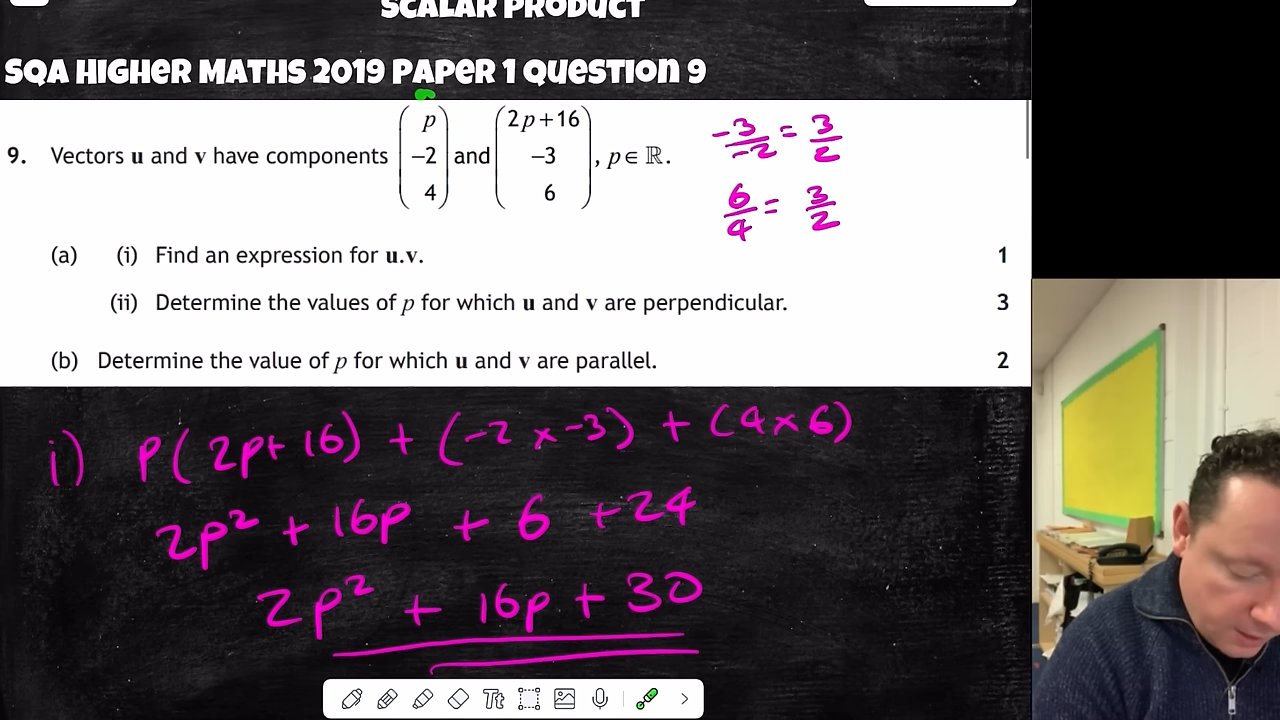 SCALAR PRODUCT
SQA HIGHER MATHS 2019 PAPER 1 QUESTION 9
9. Vectors u and v have components (p −2 4) and (2p+16 −3 6), p ∈ ℝ.
-3/-2 = 3/2
6/4 = 3/2
(a) (i) Find an expression for u.v. 1
(ii) Determine the values of p for which u and v are perpendicular. 3
(b) Determine the value of p for which u and v are parallel. 2
i) P(2p+16) + (-2 x -3) + (4 x 6)
2p² + 16p + 6 + 24
2p² + 16p + 30
Tt